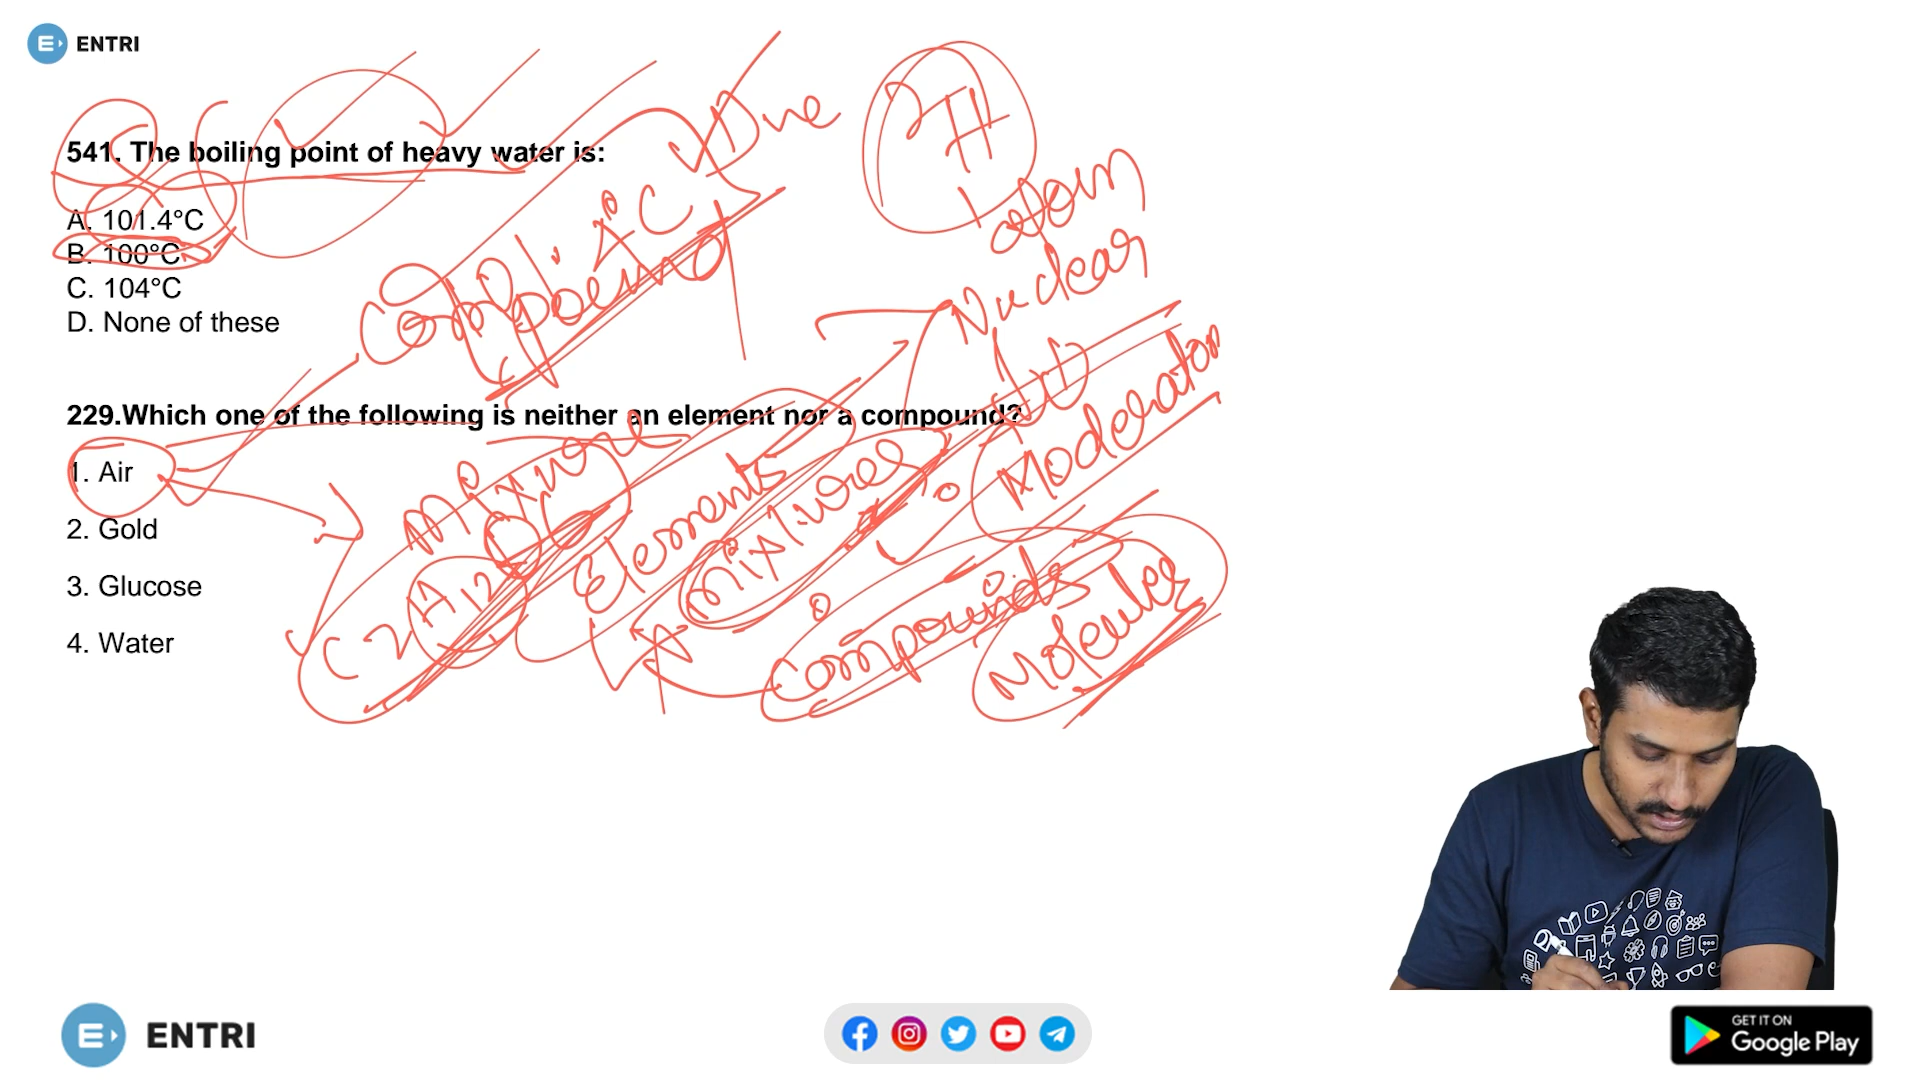 ENTRI
541. The boiling point of heavy water is:
A. 101.4°C
B. 100°C
C. 104°C
D. None of these
229.Which one of the following is neither an element nor a compound?
1. Air
2. Gold
3. Glucose
4. Water
H
atom
Nuclear
Moderator
Compound
Mixture
Elements
Mixtures
Compounds
Molecules
ENTRI
GET IT ON
Google Play